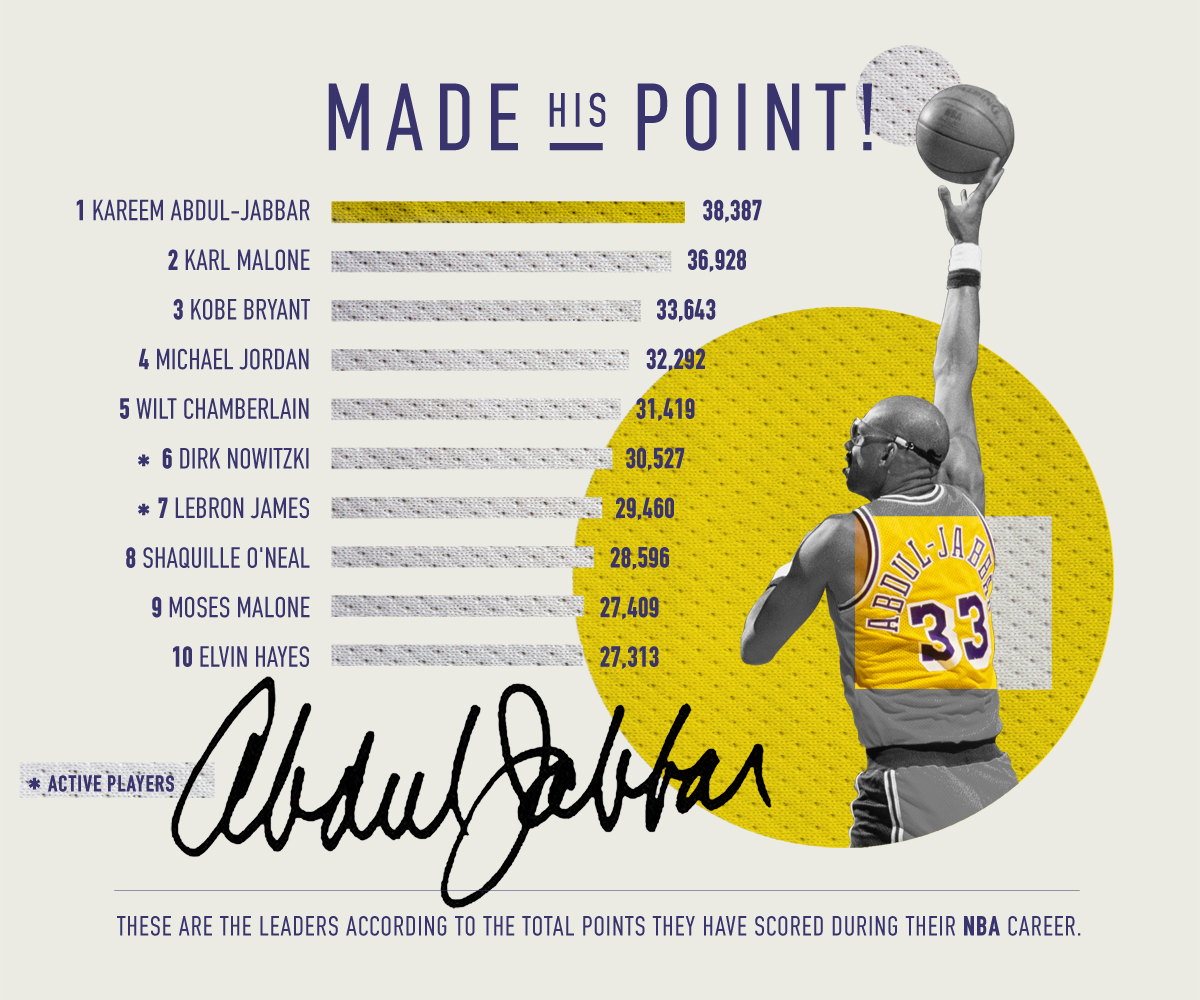 MADE HIS POINT!
1 KAREEM ABDUL-JABBAR 38,387
2 KARL MALONE 36,928
3 KOBE BRYANT 33,643
4 MICHAEL JORDAN 32,292
5 WILT CHAMBERLAIN 31,419
* 6 DIRK NOWITZKI 30,527
* 7 LEBRON JAMES 29,460
8 SHAQUILLE O'NEAL 28,596
9 MOSES MALONE 27,409
10 ELVIN HAYES 27,313
ABDUL-JABBA
33
Abdul Jabbar
* ACTIVE PLAYERS
THESE ARE THE LEADERS ACCORDING TO THE TOTAL POINTS THEY HAVE SCORED DURING THEIR NBA CAREER.